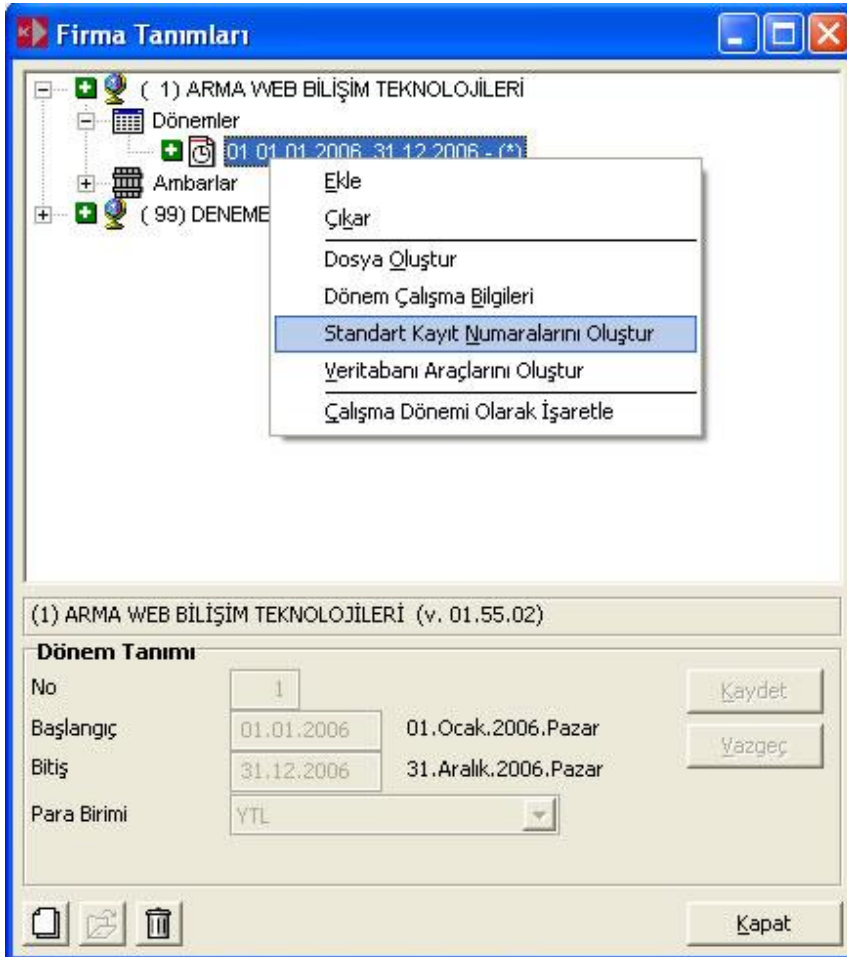 Firma Tanımları
( 1) ARMA WEB BİLİŞİM TEKNOLOJİLERİ
Dönemler
01 01.01.2006 31.12.2006 - (*)
Ambarlar
( 99) DENEME
Ekle
Çıkar
Dosya Oluştur
Dönem Çalışma Bilgileri
Standart Kayıt Numaralarını Oluştur
Veritabanı Araçlarını Oluştur
Çalışma Dönemi Olarak İşaretle
(1) ARMA WEB BİLİŞİM TEKNOLOJİLERİ (v. 01.55.02)
Dönem Tanımı
No 1 Kaydet
Başlangıç 01.01.2006 01.Ocak.2006.Pazar
Vazgeç
Bitiş 31.12.2006 31.Aralık.2006.Pazar
Para Birimi YTL
Kapat